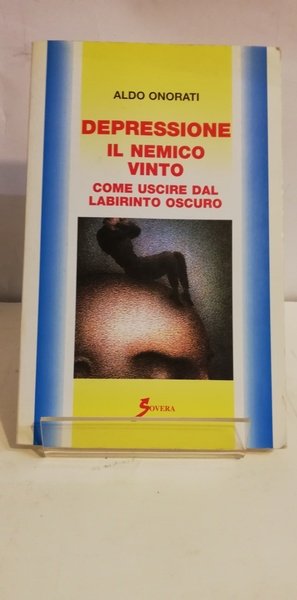 ALDO ONORATI
DEPRESSIONE
IL NEMICO
VINTO
COME USCIRE DAL
LABIRINTO OSCURO
SOVERA